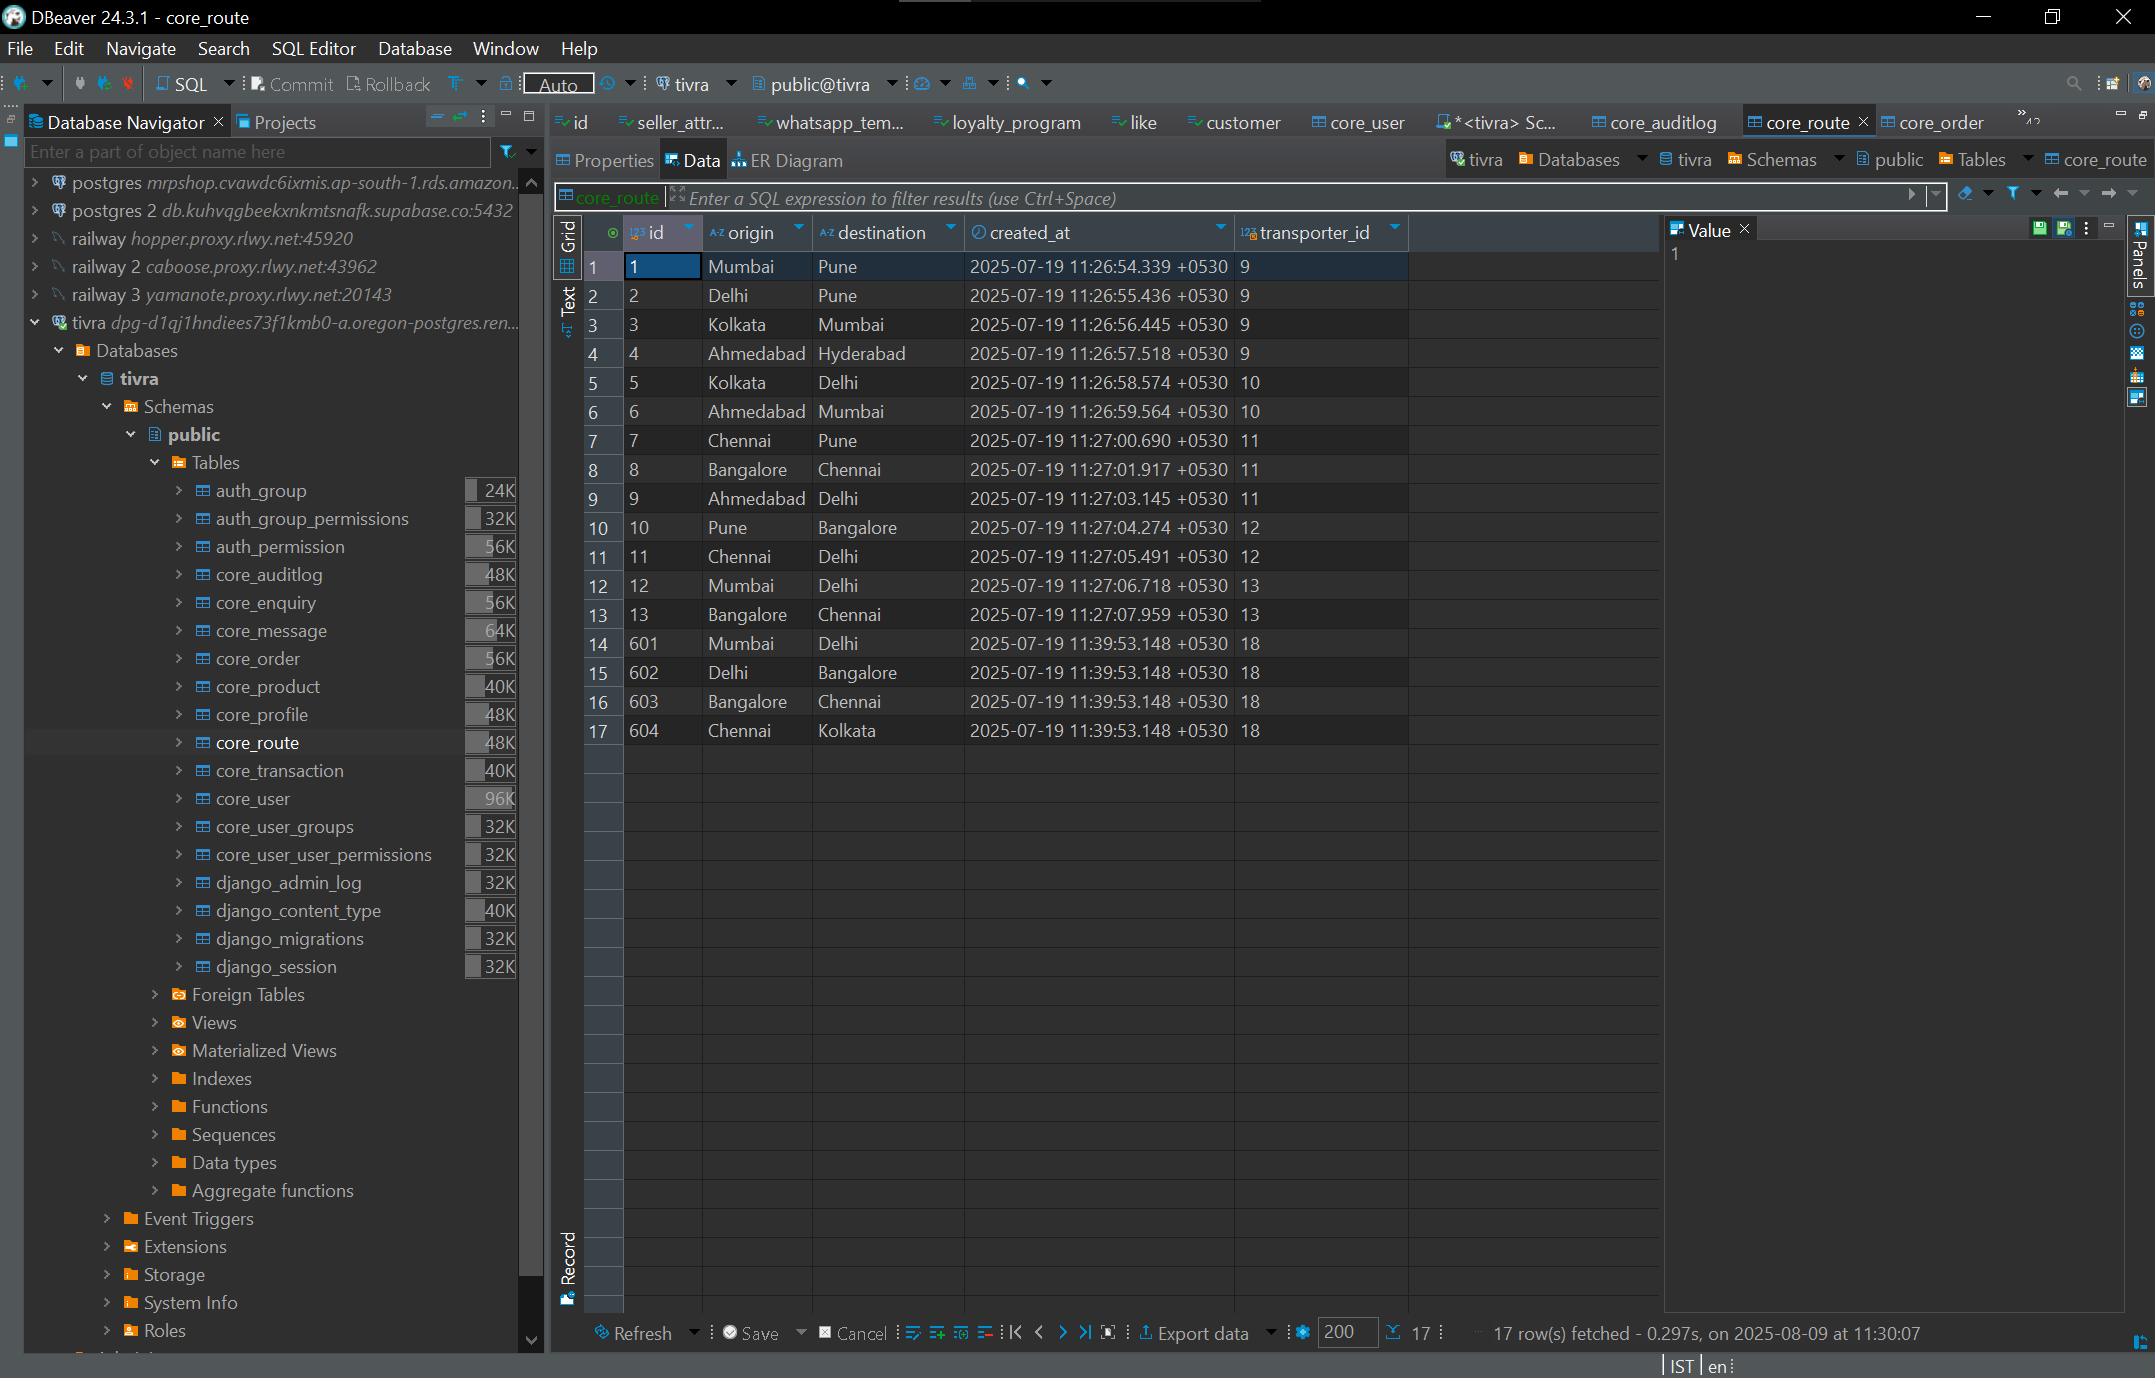 DBeaver 24.3.1 - core_route
File Edit Navigate Search SQL Editor Database Window Help
SQL Commit Rollback Auto tivra public@tivra
Database Navigator Projects
Enter a part of object name here
postgres mrpshop.cvawdc6ixmis.ap-south-1.rds.amazon...
postgres 2 db.kuhvqgbeekxnkmtsnafk.supabase.co:5432
railway hopper.proxy.rlwy.net:45920
railway 2 caboose.proxy.rlwy.net:43962
railway 3 yamanote.proxy.rlwy.net:20143
tivra dpg-d1qj1hndiees73f1kmb0-a.oregon-postgres.ren...
Databases
tivra
Schemas
public
Tables
auth_group 24K
auth_group_permissions 32K
auth_permission 56K
core_auditlog 48K
core_enquiry 56K
core_message 64K
core_order 56K
core_product 40K
core_profile 48K
core_route 48K
core_transaction 40K
core_user 96K
core_user_groups 32K
core_user_user_permissions 32K
django_admin_log 32K
django_content_type 40K
django_migrations 32K
django_session 32K
Foreign Tables
Views
Materialized Views
Indexes
Functions
Sequences
Data types
Aggregate functions
Event Triggers
Extensions
Storage
System Info
Roles
id seller_attr... whatsapp_tem... loyalty_program like customer core_user *<tivra> Sc... core_auditlog core_route core_order
Properties Data ER Diagram tivra Databases tivra Schemas public Tables core_route
core_route Enter a SQL expression to filter results (use Ctrl+Space)
Grid
Text
Record
123 id A-Z origin A-Z destination created_at 123 transporter_id
1 1 Mumbai Pune 2025-07-19 11:26:54.339 +0530 9
2 2 Delhi Pune 2025-07-19 11:26:55.436 +0530 9
3 3 Kolkata Mumbai 2025-07-19 11:26:56.445 +0530 9
4 4 Ahmedabad Hyderabad 2025-07-19 11:26:57.518 +0530 9
5 5 Kolkata Delhi 2025-07-19 11:26:58.574 +0530 10
6 6 Ahmedabad Mumbai 2025-07-19 11:26:59.564 +0530 10
7 7 Chennai Pune 2025-07-19 11:27:00.690 +0530 11
8 8 Bangalore Chennai 2025-07-19 11:27:01.917 +0530 11
9 9 Ahmedabad Delhi 2025-07-19 11:27:03.145 +0530 11
10 10 Pune Bangalore 2025-07-19 11:27:04.274 +0530 12
11 11 Chennai Delhi 2025-07-19 11:27:05.491 +0530 12
12 12 Mumbai Delhi 2025-07-19 11:27:06.718 +0530 13
13 13 Bangalore Chennai 2025-07-19 11:27:07.959 +0530 13
14 601 Mumbai Delhi 2025-07-19 11:39:53.148 +0530 18
15 602 Delhi Bangalore 2025-07-19 11:39:53.148 +0530 18
16 603 Bangalore Chennai 2025-07-19 11:39:53.148 +0530 18
17 604 Chennai Kolkata 2025-07-19 11:39:53.148 +0530 18
Value
1
Panels
Refresh Save Cancel Export data 200 17 17 row(s) fetched - 0.297s, on 2025-08-09 at 11:30:07
IST en